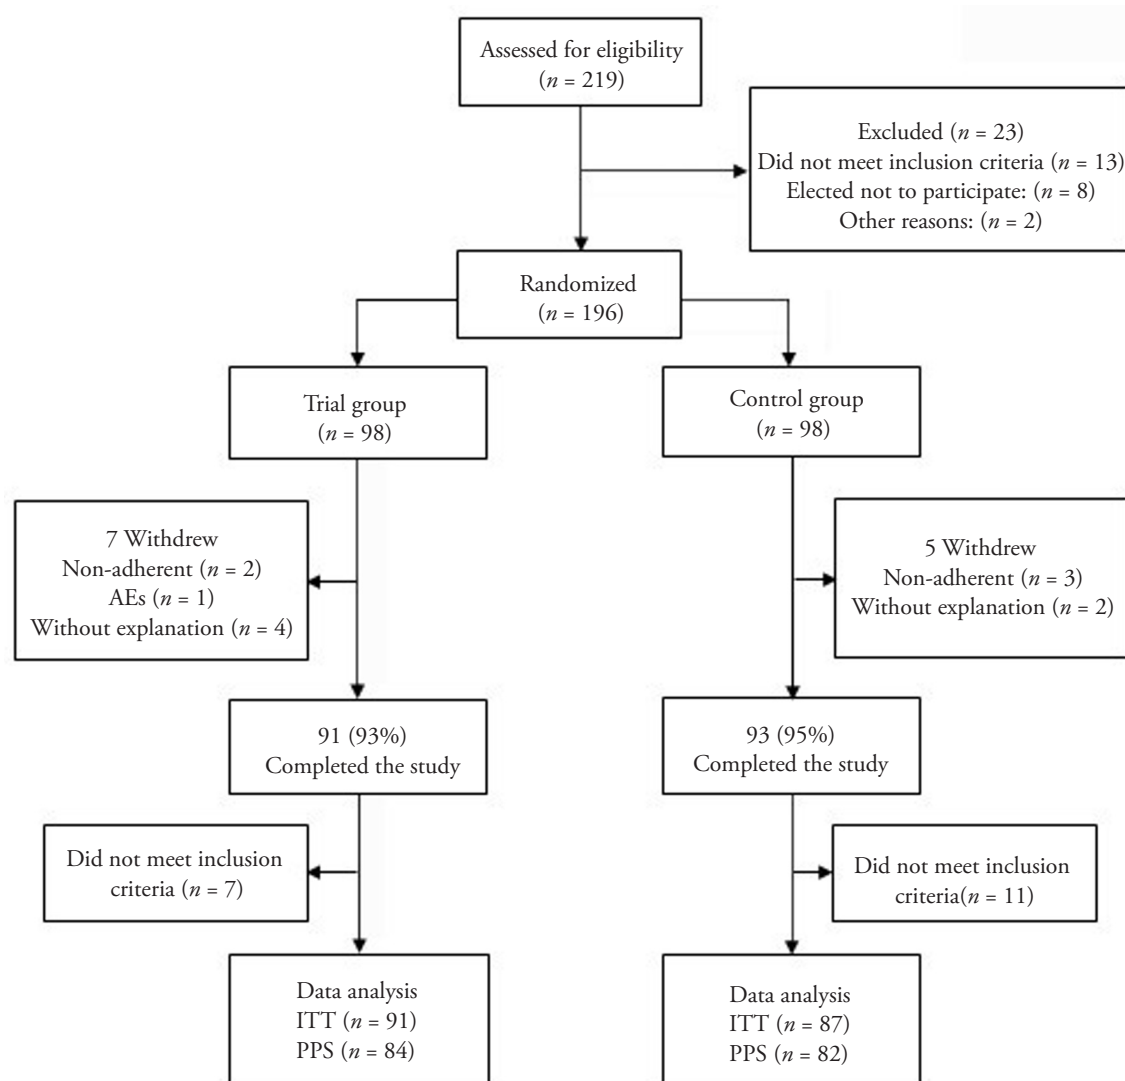 Assessed for eligibility
(n = 219)
Excluded (n = 23)
Did not meet inclusion criteria (n = 13)
Elected not to participate: (n = 8)
Other reasons: (n = 2)
Randomized
(n = 196)
Trial group
(n = 98)
Control group
(n = 98)
7 Withdrew
Non-adherent (n = 2)
AEs (n = 1)
Without explanation (n = 4)
5 Withdrew
Non-adherent (n = 3)
Without explanation (n = 2)
91 (93%)
Completed the study
93 (95%)
Completed the study
Did not meet inclusion
criteria (n = 7)
Did not meet inclusion
criteria(n = 11)
Data analysis
ITT (n = 91)
PPS (n = 84)
Data analysis
ITT (n = 87)
PPS (n = 82)